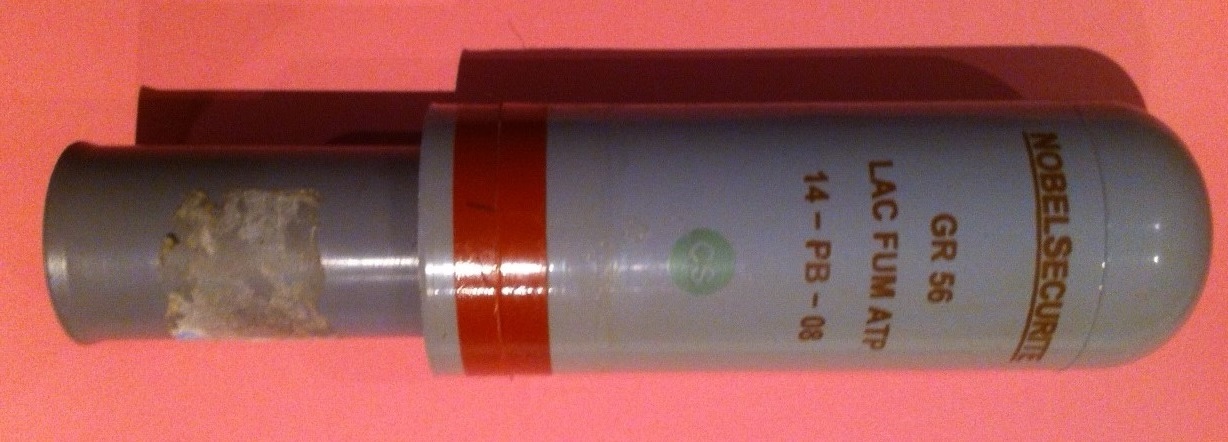 NOBELSECURITE
GR 56
LAC FUM ATP
14 – PB – 08
CS